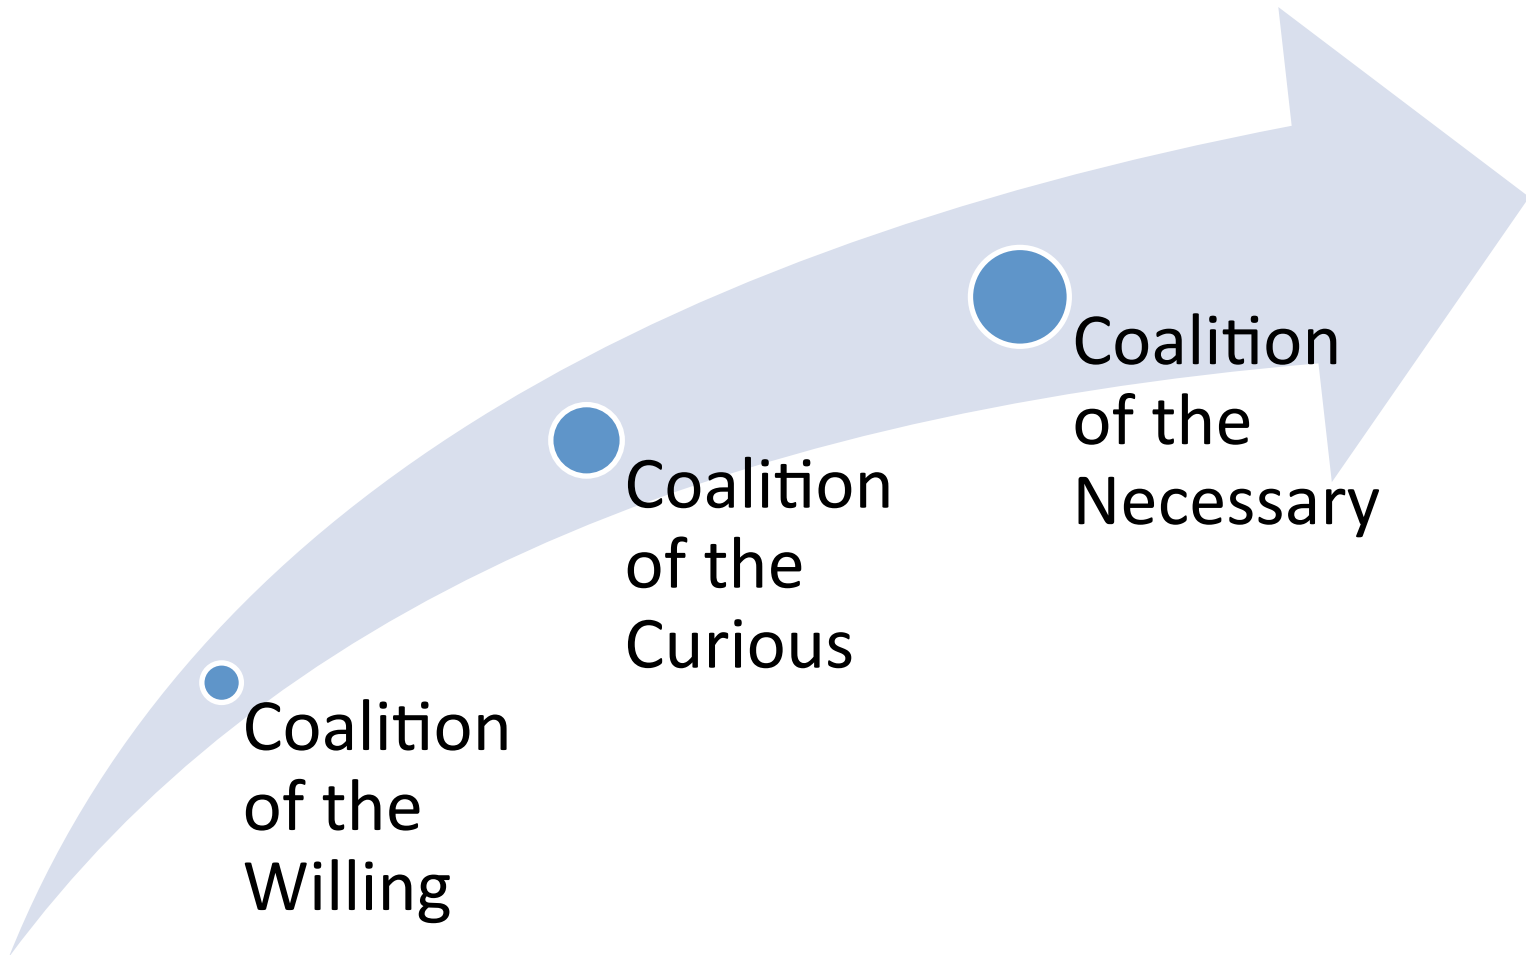 Coalition
of the
Willing
Coalition
of the
Curious
Coalition
of the
Necessary